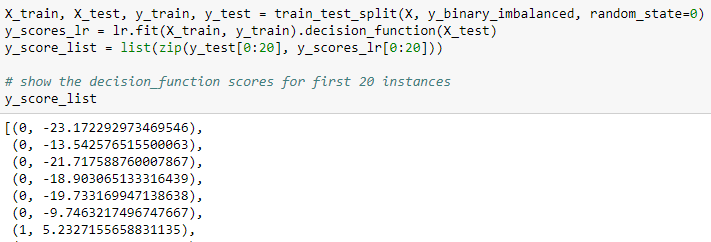 X_train, X_test, y_train, y_test = train_test_split(X, y_binary_imbalanced, random_state=0)
y_scores_lr = lr.fit(X_train, y_train).decision_function(X_test)
y_score_list = list(zip(y_test[0:20], y_scores_lr[0:20]))
# show the decision_function scores for first 20 instances
y_score_list
[(0, -23.172292973469546),
(0, -13.542576515500063),
(0, -21.717588760007867),
(0, -18.903065133316439),
(0, -19.733169947138638),
(0, -9.7463217496747667),
(1, 5.2327155658831135),